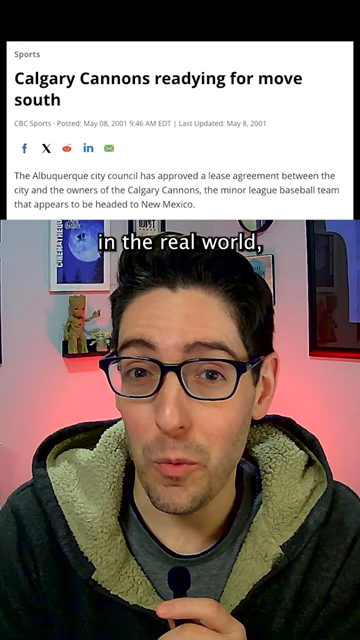 Sports
Calgary Cannons readying for move
south
CBC Sports · Posted: May 08, 2001 9:46 AM EDT | Last Updated: May 8, 2001
The Albuquerque city council has approved a lease agreement between the
city and the owners of the Calgary Cannons, the minor league baseball team
that appears to be headed to New Mexico.
in the real world,
CINEMATHEQUE